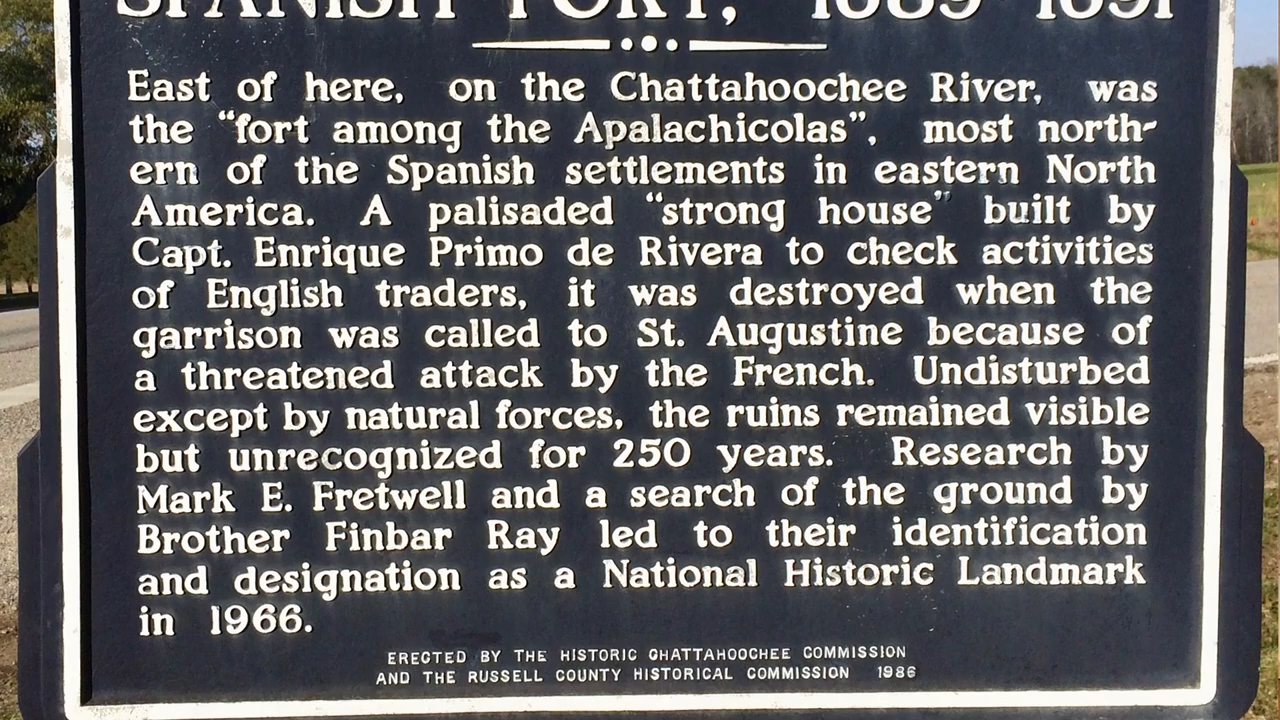 SPANISH FORT, 1689-1691
East of here, on the Chattahoochee River, was
the “fort among the Apalachicolas”, most north-
ern of the Spanish settlements in eastern North
America. A palisaded “strong house” built by
Capt. Enrique Primo de Rivera to check activities
of English traders, it was destroyed when the
garrison was called to St. Augustine because of
a threatened attack by the French. Undisturbed
except by natural forces, the ruins remained visible
but unrecognized for 250 years. Research by
Mark E. Fretwell and a search of the ground by
Brother Finbar Ray led to their identification
and designation as a National Historic Landmark
in 1966.
ERECTED BY THE HISTORIC CHATTAHOOCHEE COMMISSION
AND THE RUSSELL COUNTY HISTORICAL COMMISSION 1986